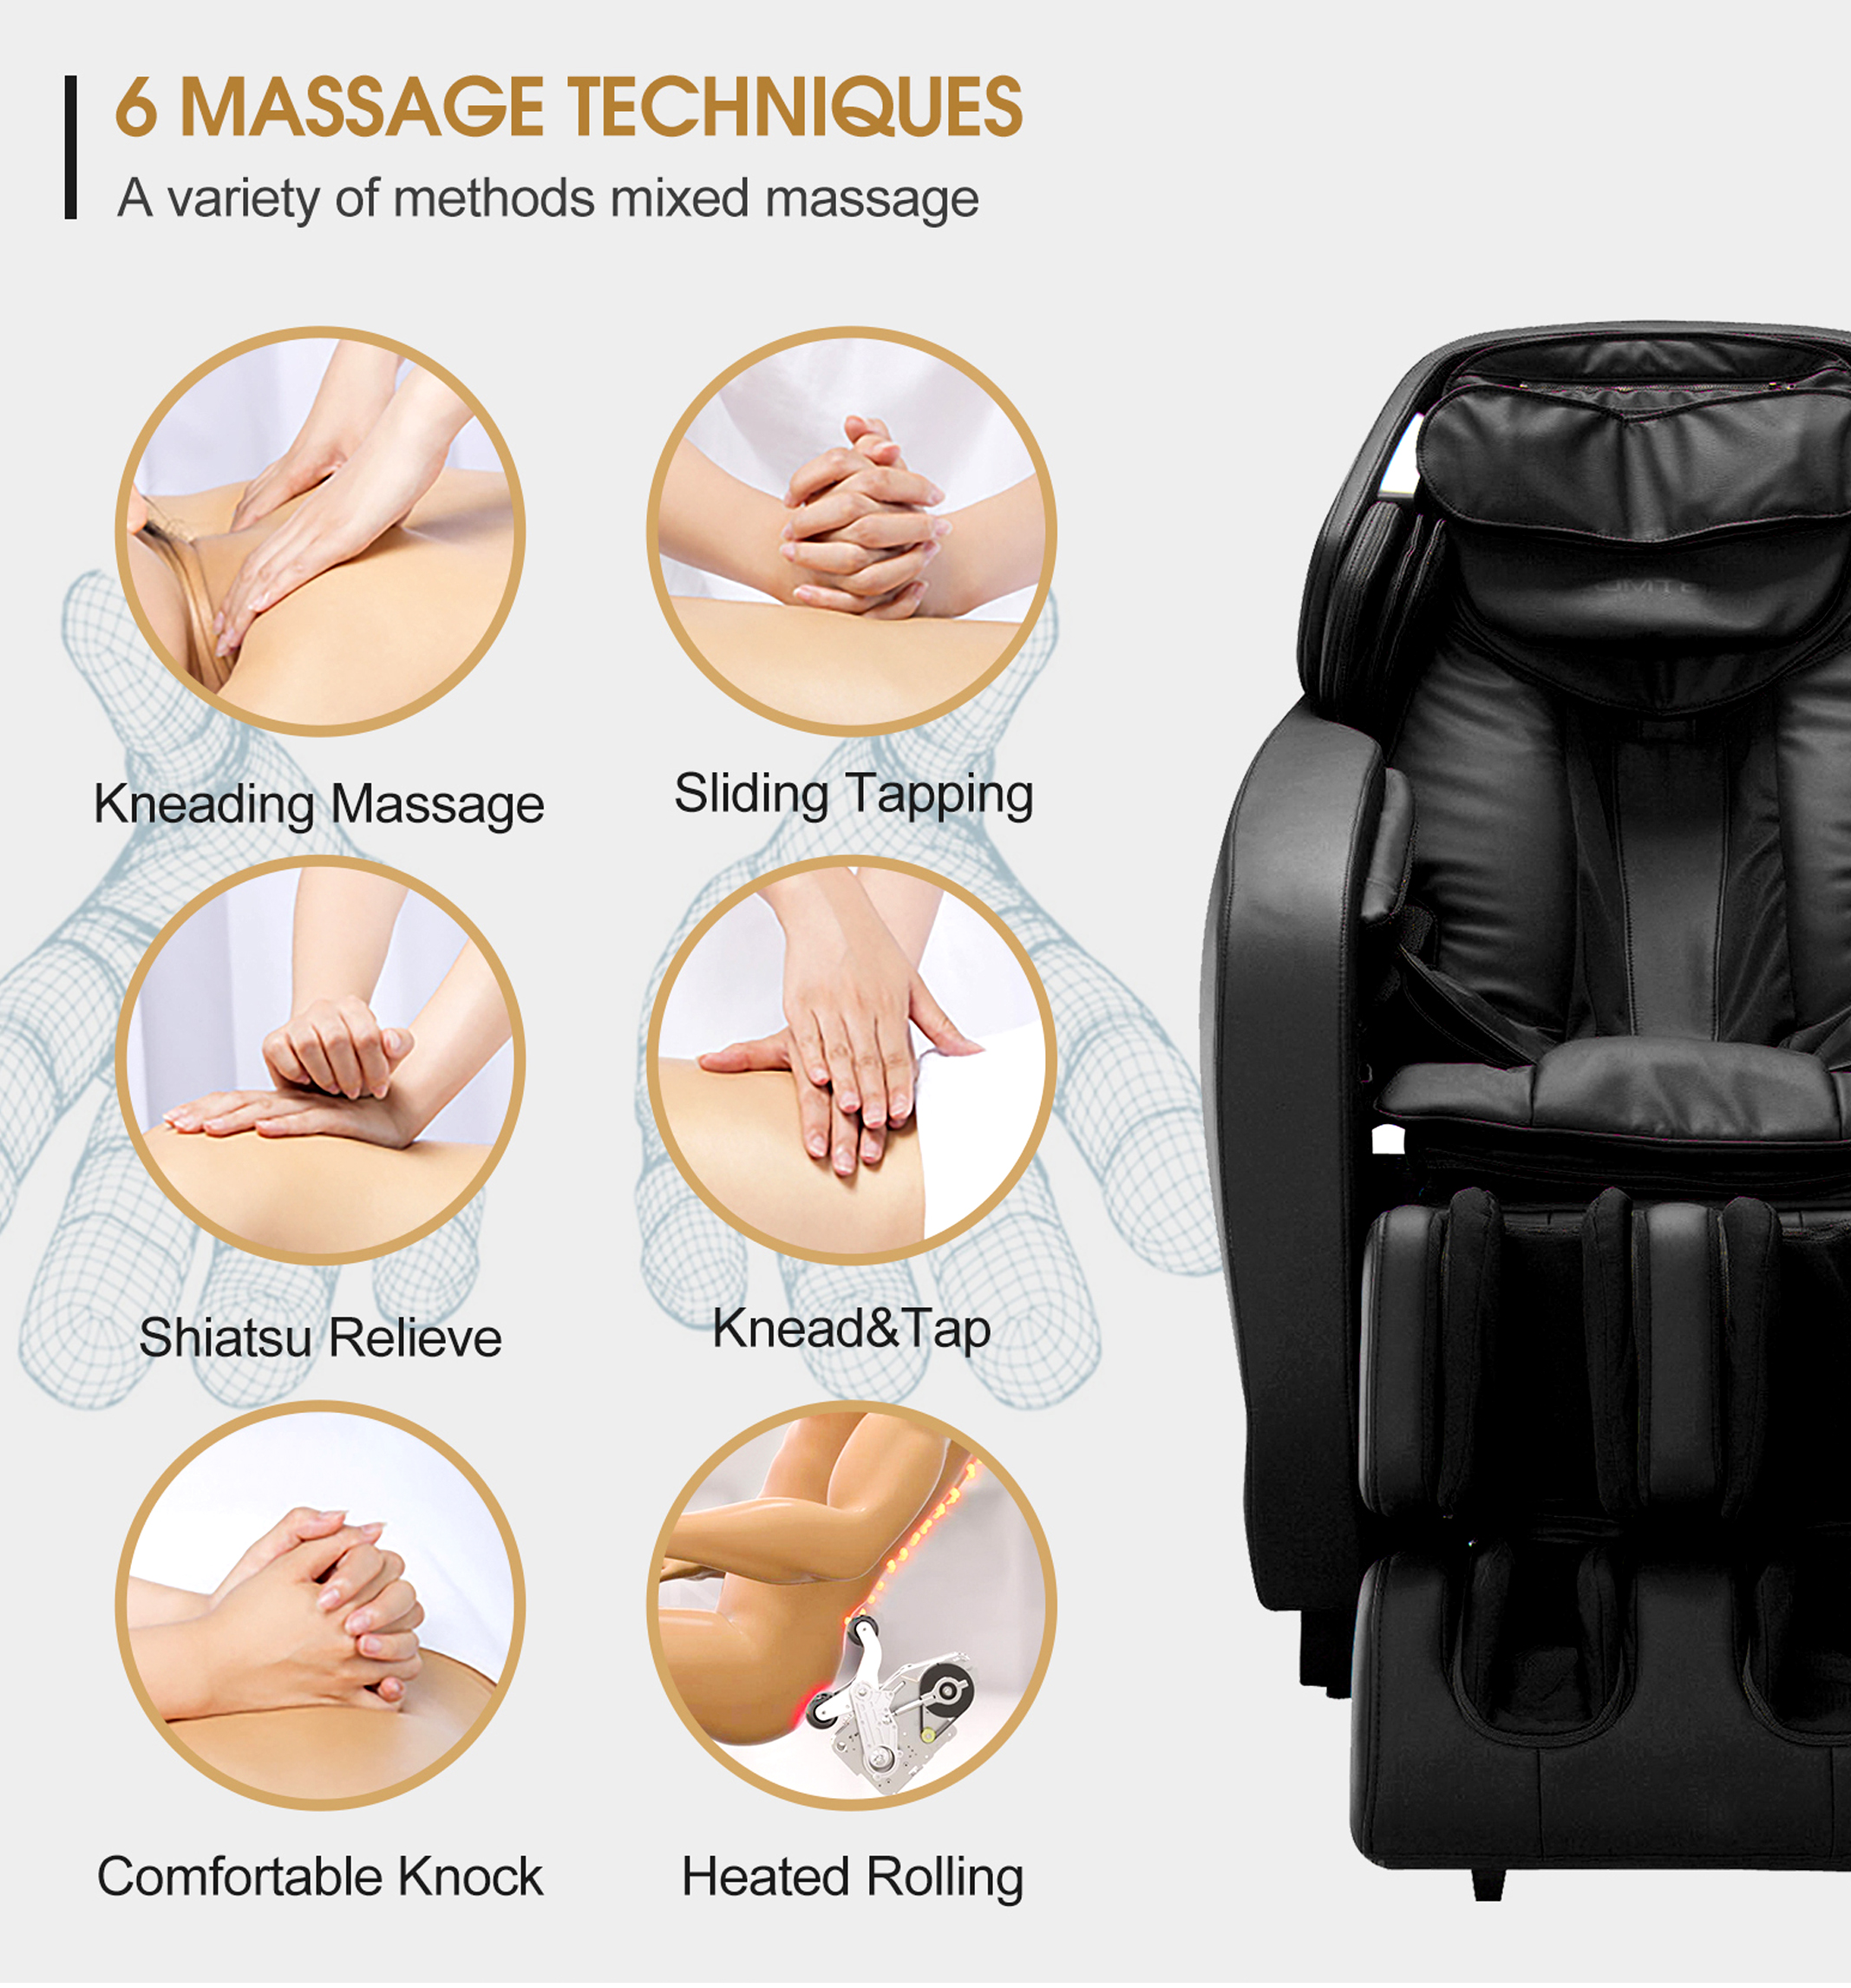 6 MASSAGE TECHNIQUES
A variety of methods mixed massage
Kneading Massage
Sliding Tapping
Shiatsu Relieve
Knead&Tap
Comfortable Knock
Heated Rolling